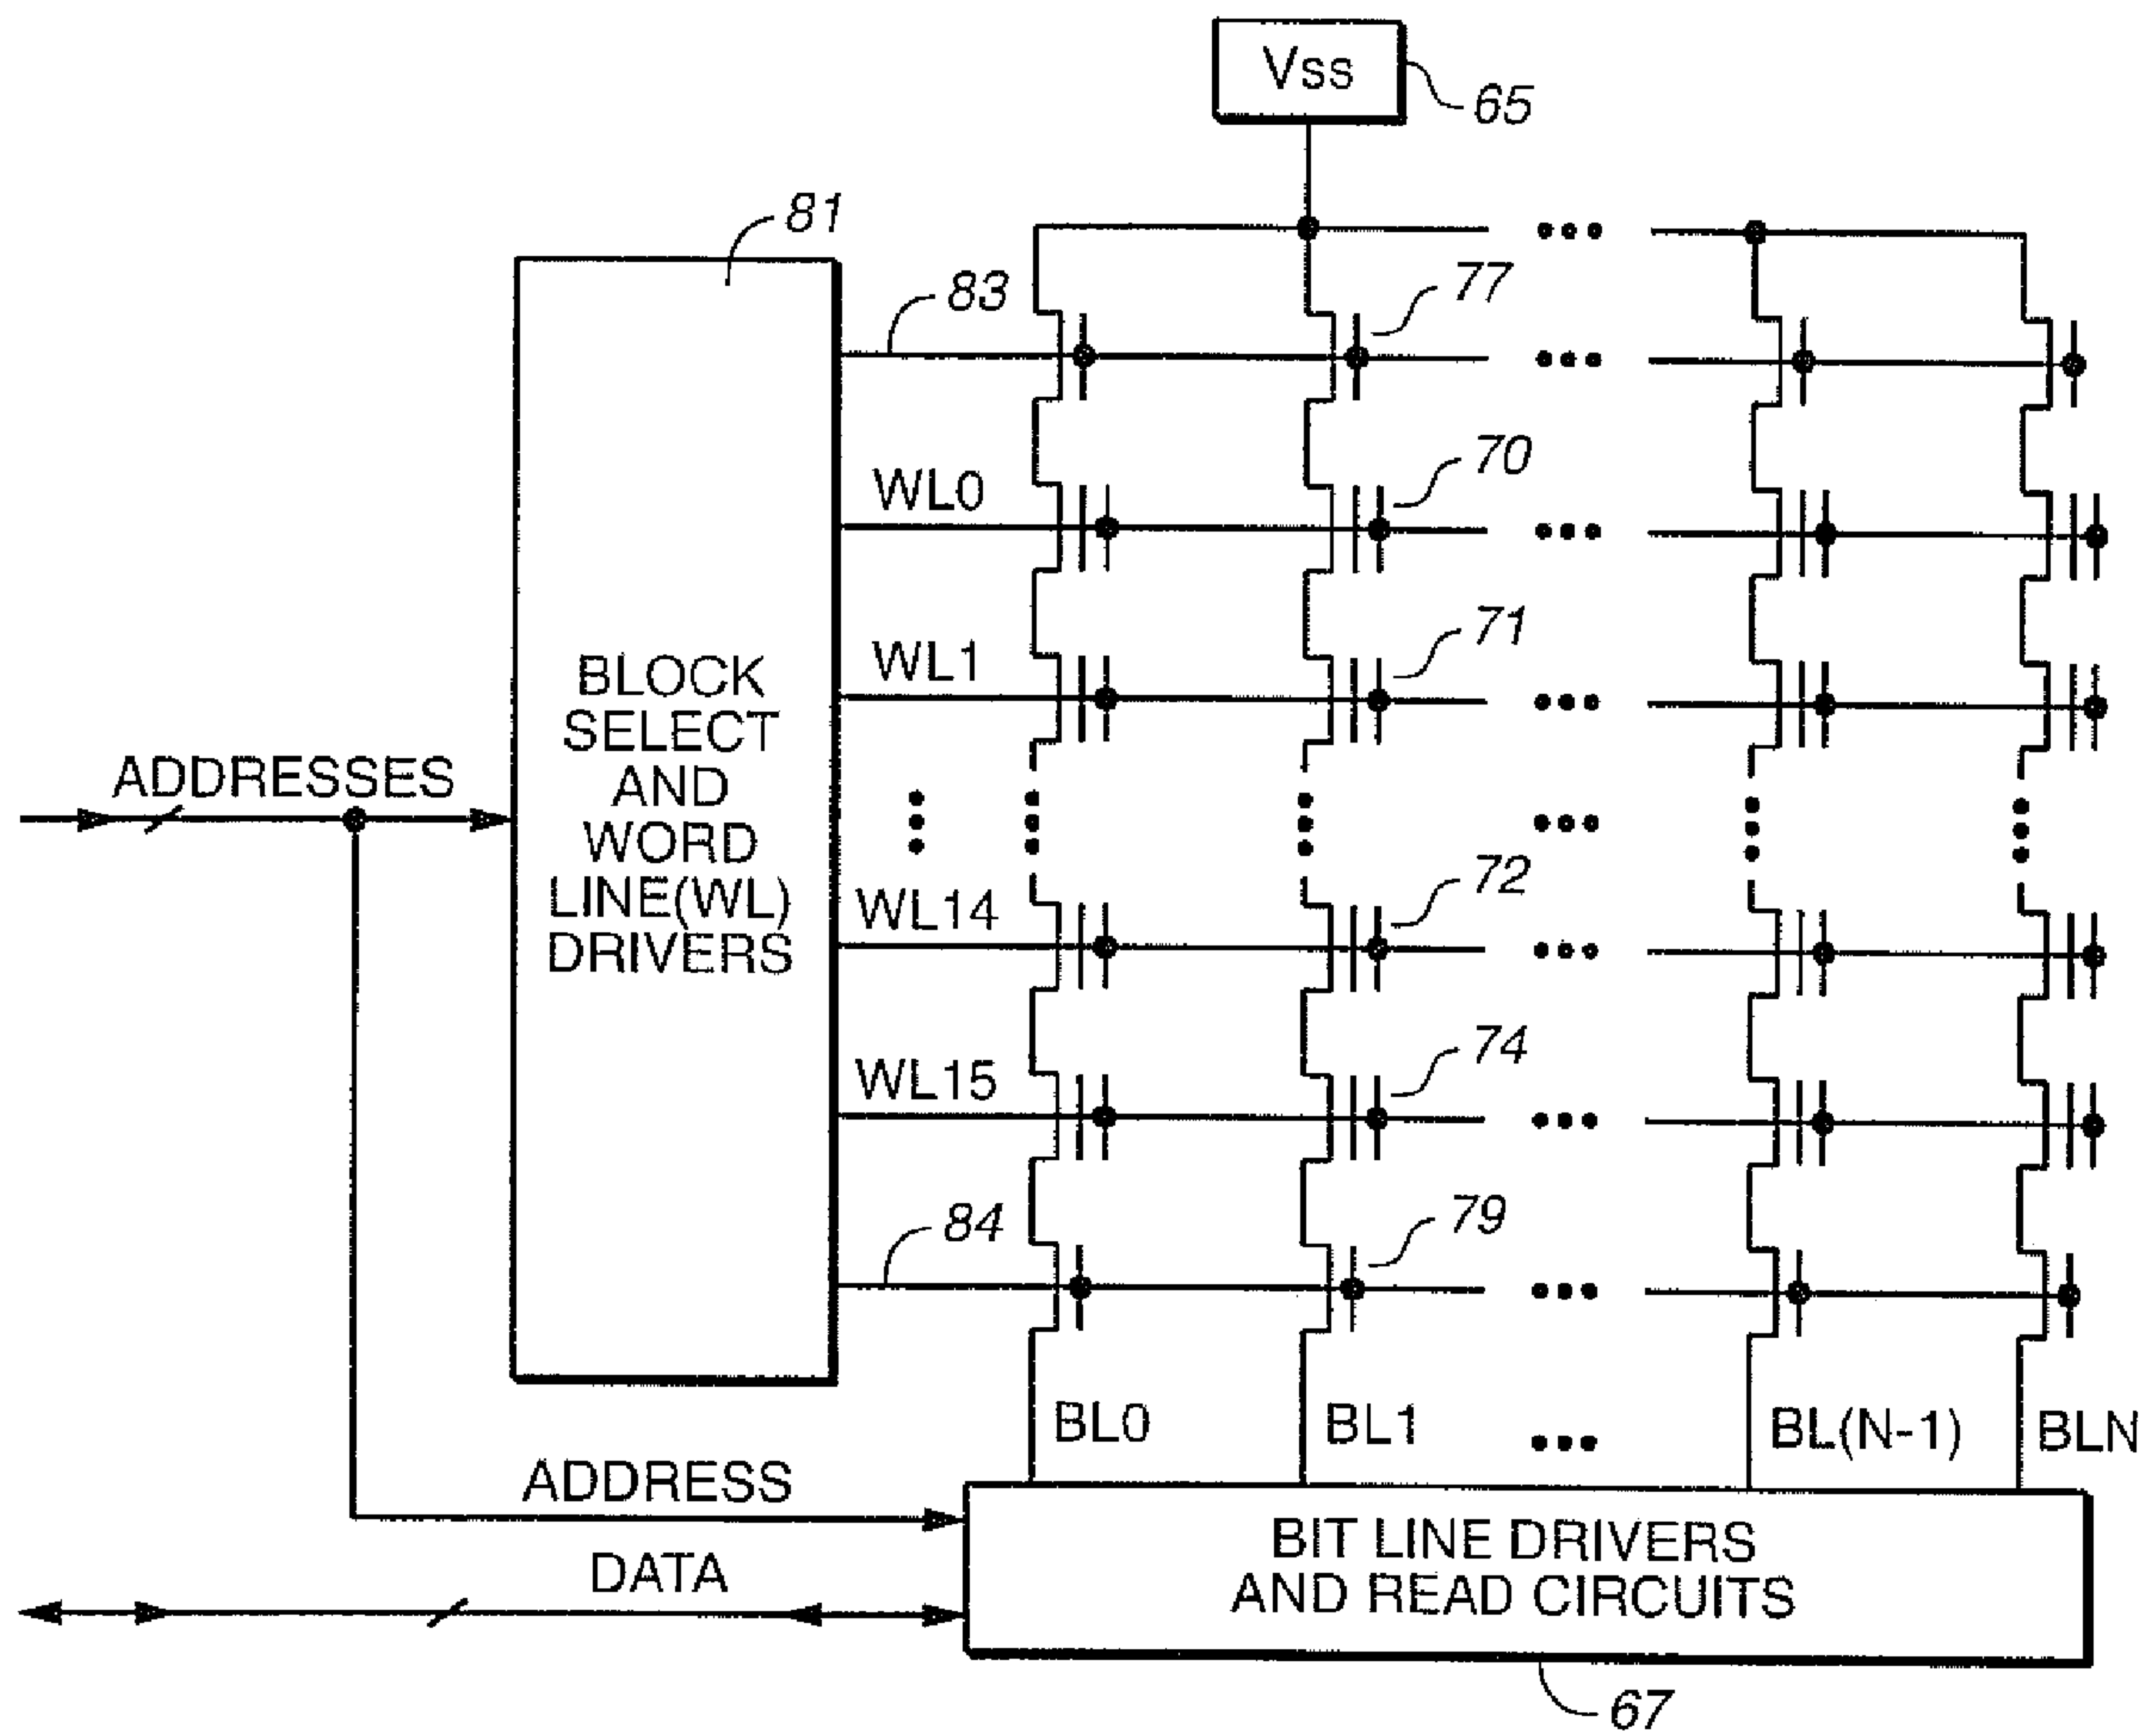 Vss
65
81
83
77
WL0
70
WL1
71
BLOCK
SELECT
AND
WORD
LINE(WL)
DRIVERS
ADDRESSES
WL14
72
WL15
74
84
79
BL0
BL1
BL(N-1)
BLN
ADDRESS
DATA
BIT LINE DRIVERS
AND READ CIRCUITS
67